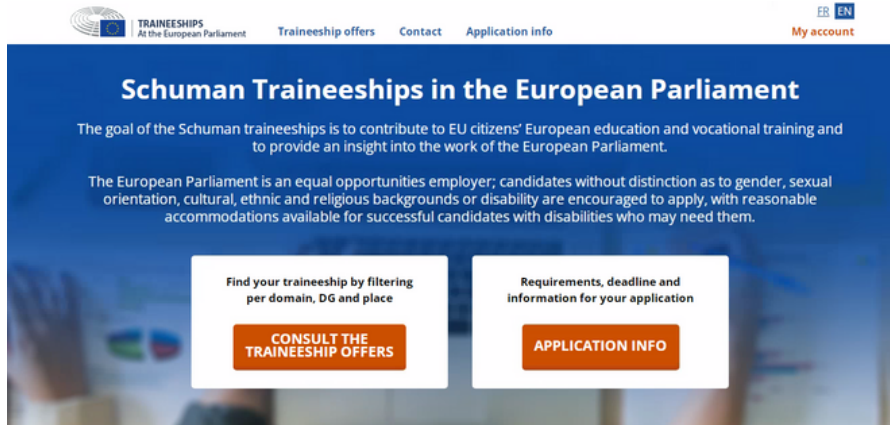 FR EN
TRAINEESHIPS
At the European Parliament
Traineeship offers Contact Application info
My account
Schuman Traineeships in the European Parliament
The goal of the Schuman traineeships is to contribute to EU citizens' European education and vocational training and
to provide an insight into the work of the European Parliament.
The European Parliament is an equal opportunities employer; candidates without distinction as to gender, sexual
orientation, cultural, ethnic and religious backgrounds or disability are encouraged to apply, with reasonable
accommodations available for successful candidates with disabilities who may need them.
Find your traineeship by filtering
per domain, DG and place
CONSULT THE
TRAINEESHIP OFFERS
Requirements, deadline and
information for your application
APPLICATION INFO